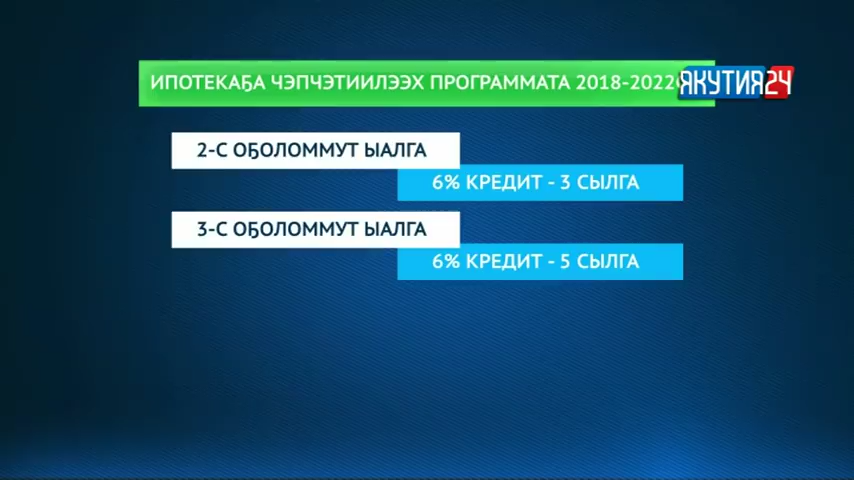 ИПОТЕКАҔА ЧЭПЧЭТИИЛЭЭХ ПРОГРАММАТА 2018-2022
ЯКУТИЯ24
2-С ОҔОЛОММУТ ЫАЛГА
6% КРЕДИТ - 3 СЫЛГА
3-С ОҔОЛОММУТ ЫАЛГА
6% КРЕДИТ - 5 СЫЛГА